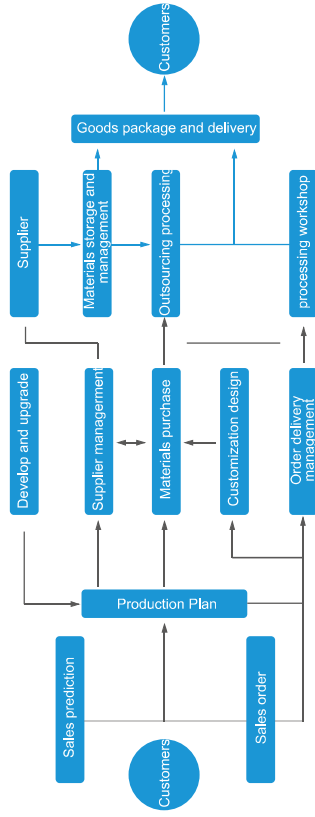 Customers
Goods package and delivery
Supplier
Materials storage and
management
Outsourcing processing
processing workshop
Develop and upgrade
Supplier managerment
Materials purchase
Customization design
Order delivery
management
Production Plan
Sales prediction
Customers
Sales order